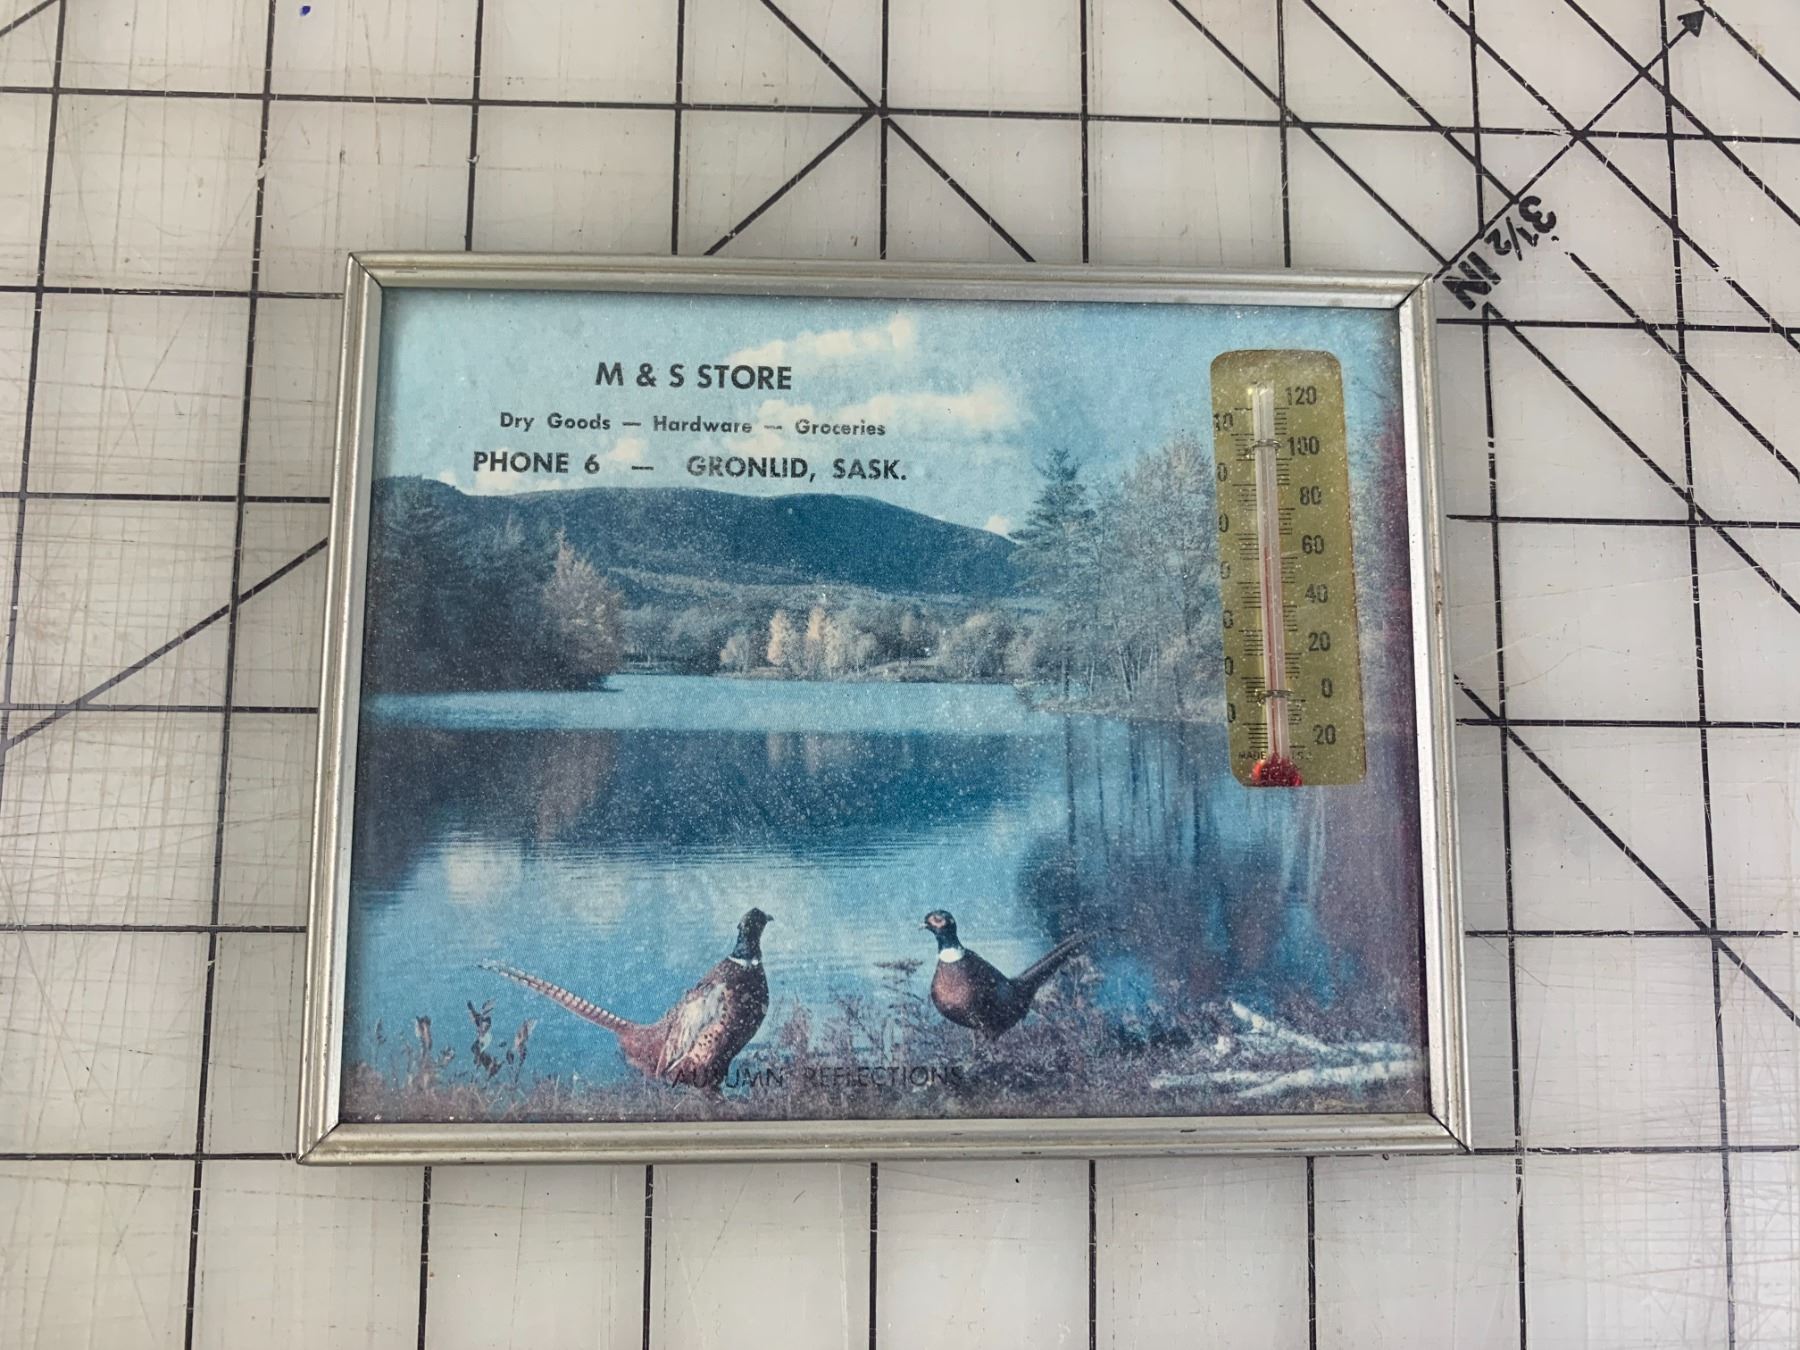 3½ IN
M & S STORE
Dry Goods — Hardware — Groceries
PHONE 6 — GRONLID, SASK.
120
100
80
60
40
20
0
20
MADE
AUTUMN REFLECTIONS